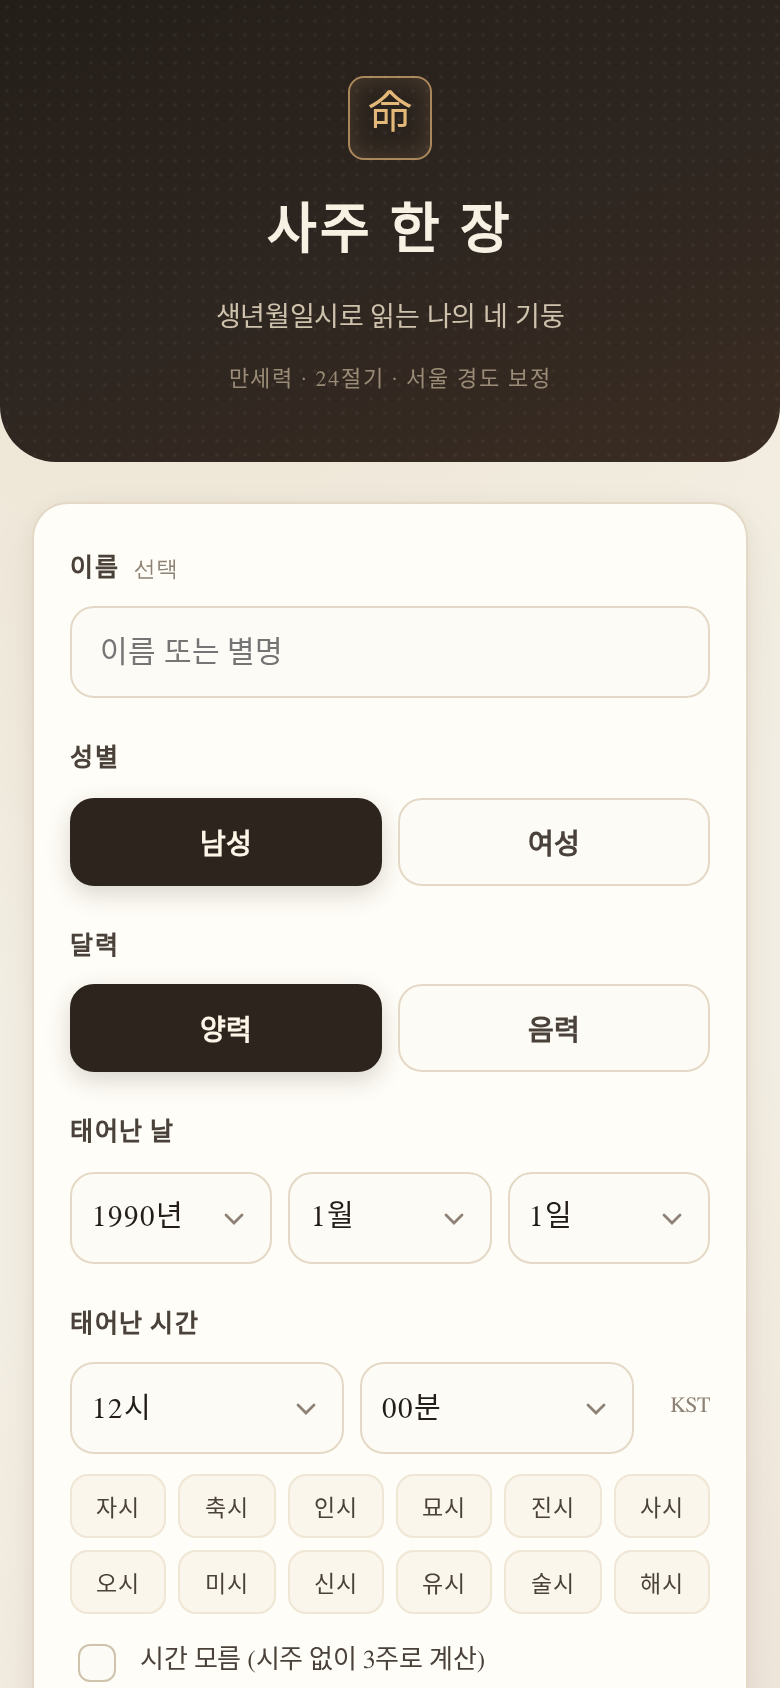 命
사주 한 장
생년월일시로 읽는 나의 네 기둥
만세력 · 24절기 · 서울 경도 보정
이름 선택
이름 또는 별명
성별
남성 여성
달력
양력 음력
태어난 날
1990년 1월 1일
태어난 시간
12시 00분 KST
자시 축시 인시 묘시 진시 사시
오시 미시 신시 유시 술시 해시
시간 모름 (시주 없이 3주로 계산)